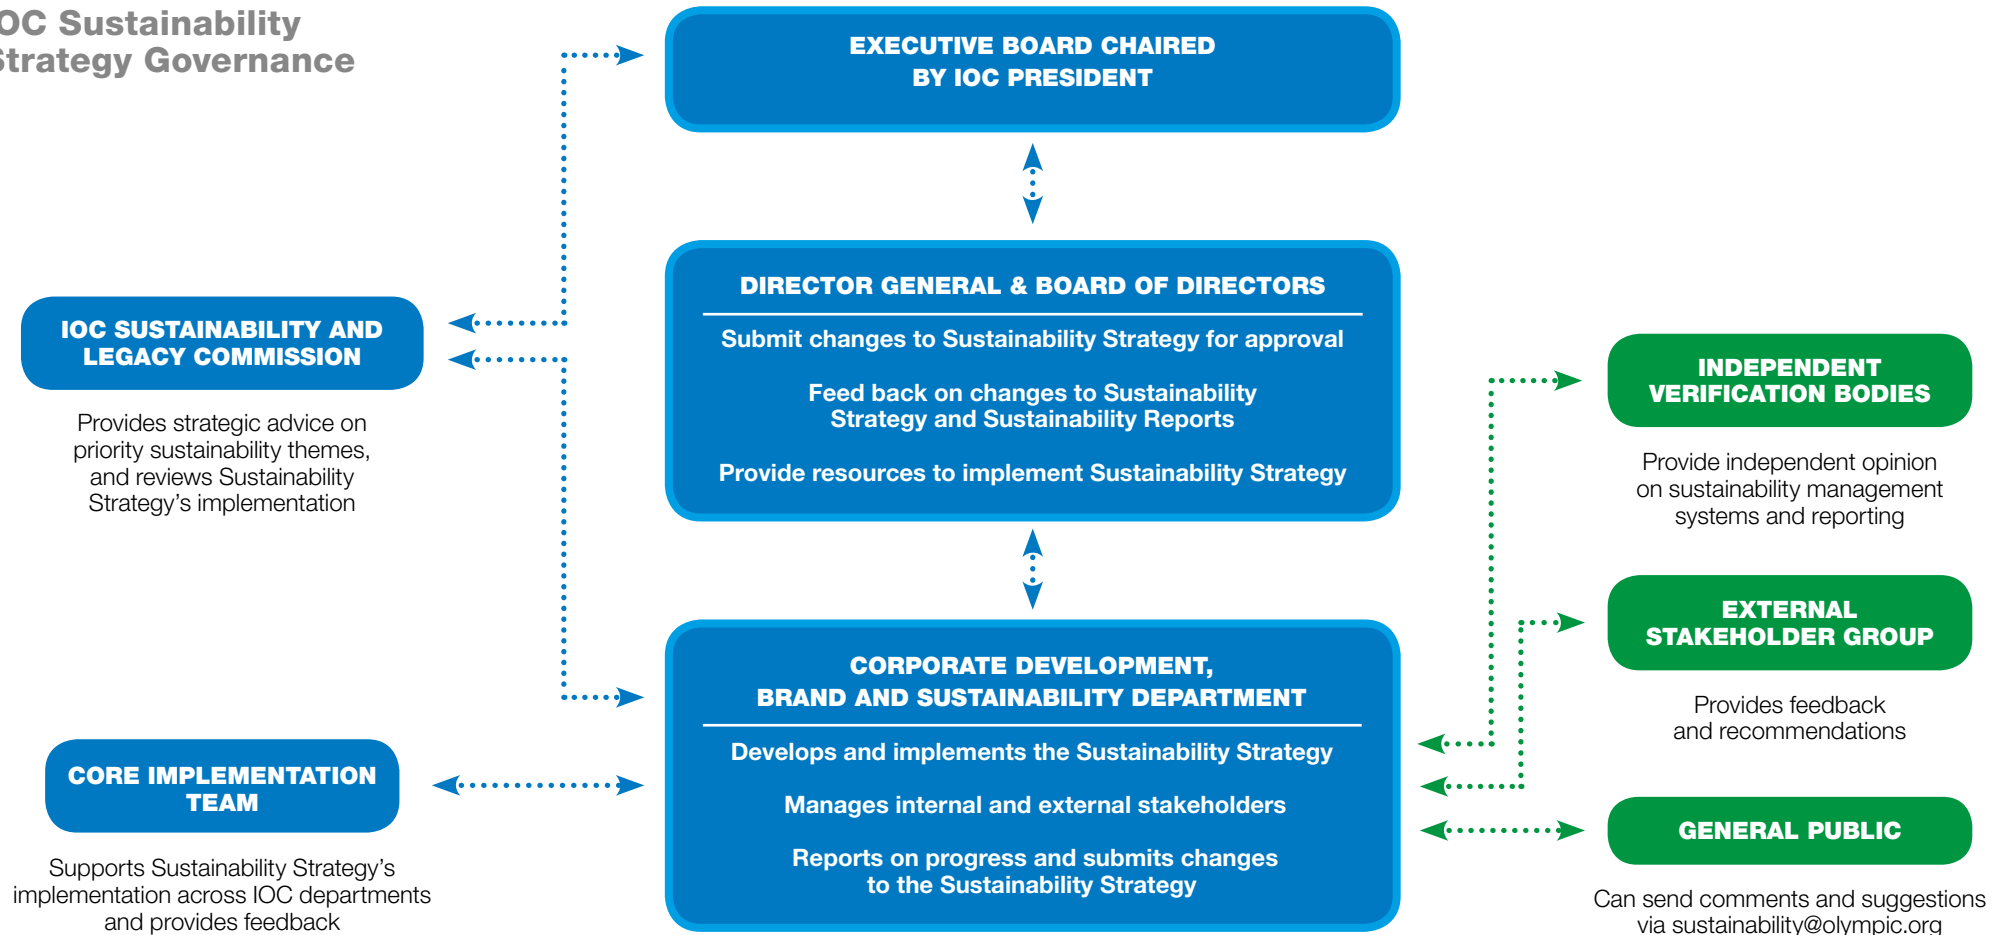 IOC Sustainability
Strategy Governance
EXECUTIVE BOARD CHAIRED
BY IOC PRESIDENT
DIRECTOR GENERAL & BOARD OF DIRECTORS
Submit changes to Sustainability Strategy for approval
Feed back on changes to Sustainability
Strategy and Sustainability Reports
Provide resources to implement Sustainability Strategy
IOC SUSTAINABILITY AND
LEGACY COMMISSION
Provides strategic advice on
priority sustainability themes,
and reviews Sustainability
Strategy’s implementation
INDEPENDENT
VERIFICATION BODIES
Provide independent opinion
on sustainability management
systems and reporting
EXTERNAL
STAKEHOLDER GROUP
Provides feedback
and recommendations
CORPORATE DEVELOPMENT,
BRAND AND SUSTAINABILITY DEPARTMENT
Develops and implements the Sustainability Strategy
Manages internal and external stakeholders
Reports on progress and submits changes
to the Sustainability Strategy
CORE IMPLEMENTATION
TEAM
Supports Sustainability Strategy’s
implementation across IOC departments
and provides feedback
GENERAL PUBLIC
Can send comments and suggestions
via sustainability@olympic.org